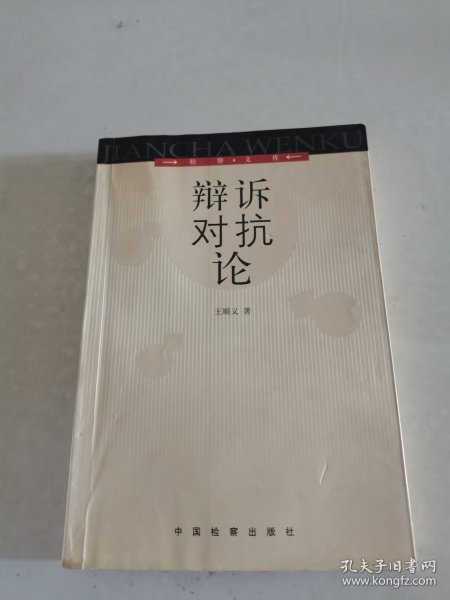 JIANCHA WENKU
检察·文库
辩诉
对抗
论
王顺义 著
中国检察出版社
孔夫子旧书网
www.kongfz.com